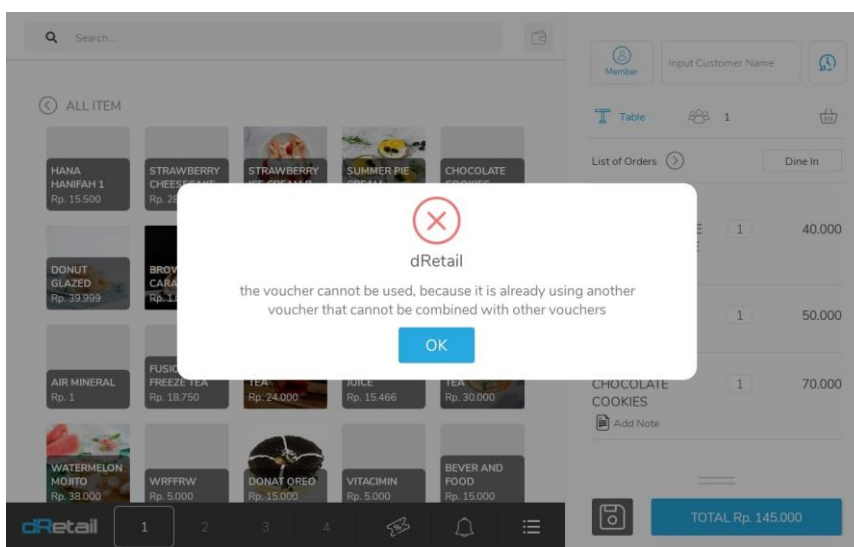 Search...
ALL ITEM
HANA
HANIFAH 1
Rp. 15.500
STRAWBERRY
Rp.
STRAWBERRY
SUMMER PIE
CHOCOLATE
DONUT
GLAZED
Rp. 39.999
AIR MINERAL
Rp. 1
FREEZE TEA
Rp. 18.750
TEA
Rp. 24.000
JUICE
Rp. 15.466
TEA
Rp. 30.000
WATERMELON
MOJITO
Rp. 38.000
WRFFRW
Rp. 5.000
DONAT OREO
Rp. 15.000
VITACIMIN
Rp. 5.000
BEVER AND
FOOD
Rp. 15.000
dRetail
1
2
3
4
Member
Input Customer Name
Table
1
List of Orders
Dine In
1
40.000
1
50.000
CHOCOLATE
COOKIES
1
70.000
Add Note
TOTAL Rp. 145.000
dRetail
the voucher cannot be used, because it is already using another
voucher that cannot be combined with other vouchers
OK